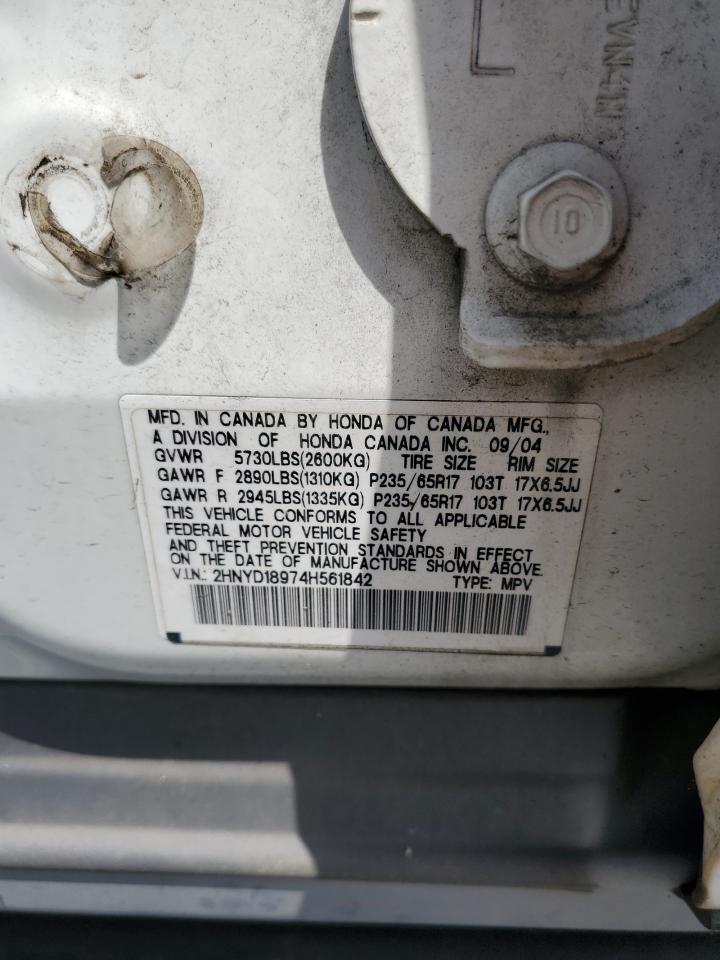 10
MFD. IN CANADA BY HONDA OF CANADA MFG.,
A DIVISION OF HONDA CANADA INC. 09/04
GVWR 5730LBS(2600KG) TIRE SIZE RIM SIZE
GAWR F 2890LBS(1310KG) P235/65R17 103T 17X6.5JJ
GAWR R 2945LBS(1335KG) P235/65R17 103T 17X6.5JJ
THIS VEHICLE CONFORMS TO ALL APPLICABLE
FEDERAL MOTOR VEHICLE SAFETY
AND THEFT PREVENTION STANDARDS IN EFFECT
ON THE DATE OF MANUFACTURE SHOWN ABOVE.
V.I.N.: 2HNYD18974H561842 TYPE: MPV